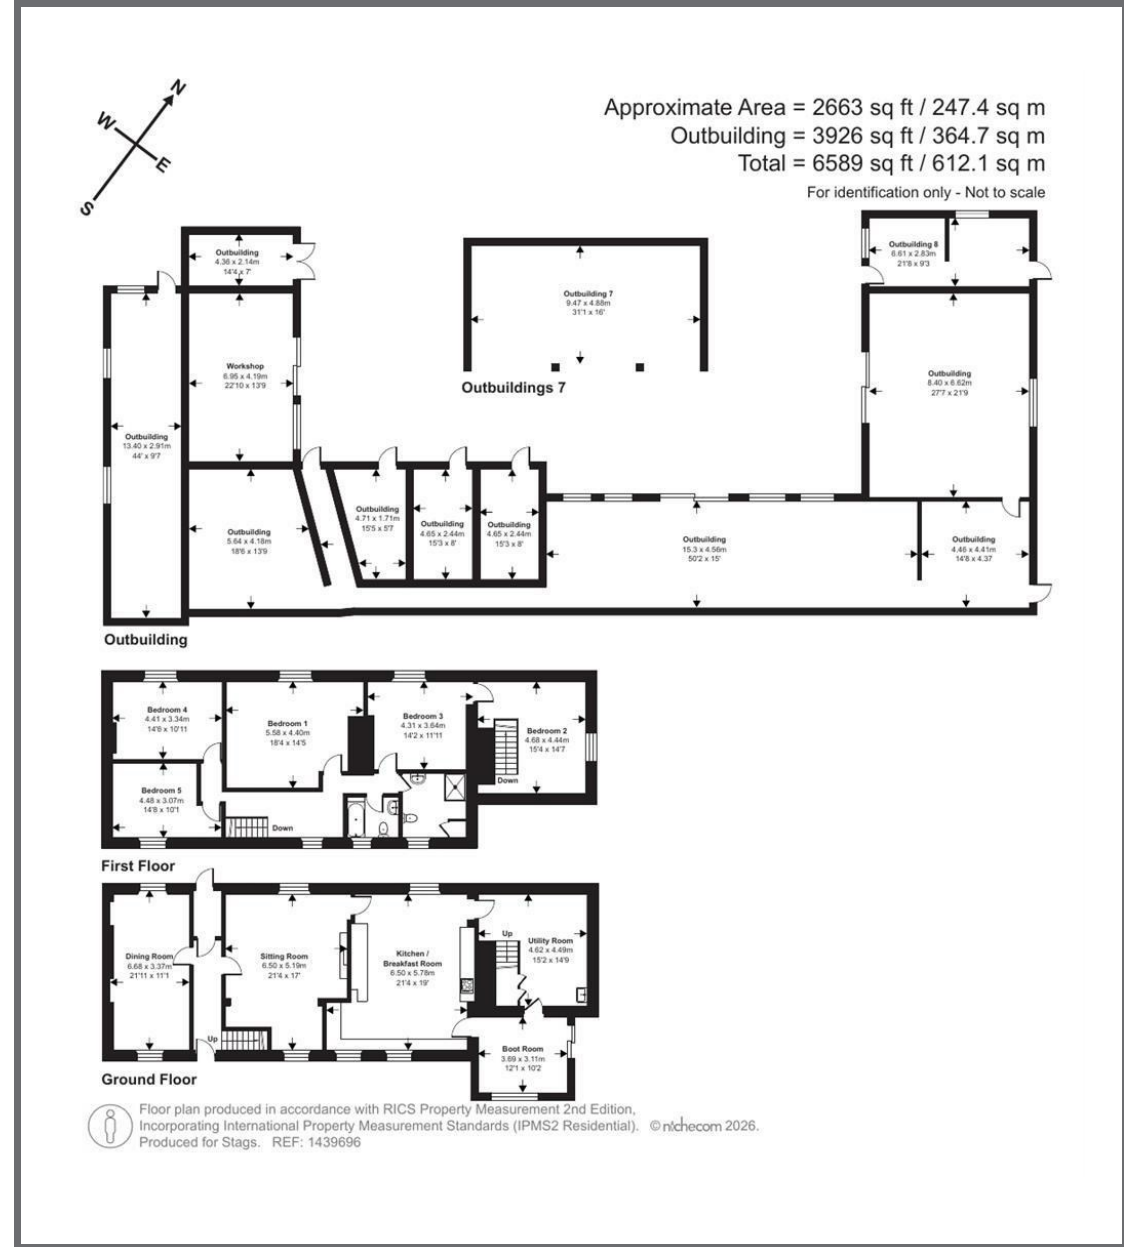 N
W
E
S
Approximate Area = 2663 sq ft / 247.4 sq m
Outbuilding = 3926 sq ft / 364.7 sq m
Total = 6589 sq ft / 612.1 sq m
For identification only - Not to scale
Outbuilding
4.36 x 2.14m
14'4 x 7'
Outbuilding 8
6.61 x 2.83m
21'8 x 9'3
Outbuilding 7
9.47 x 4.88m
31'1 x 16'
Outbuildings 7
Workshop
6.95 x 4.19m
22'10 x 13'9
Outbuilding
8.40 x 6.62m
27'7 x 21'9
Outbuilding
13.40 x 2.91m
44' x 9'7
Outbuilding
5.64 x 4.18m
18'6 x 13'9
Outbuilding
4.71 x 1.71m
15'5 x 5'7
Outbuilding
4.65 x 2.44m
15'3 x 8'
Outbuilding
4.65 x 2.44m
15'3 x 8'
Outbuilding
15.3 x 4.56m
50'2 x 15'
Outbuilding
4.46 x 4.41m
14'8 x 4.37
Outbuilding
Bedroom 4
4.41 x 3.34m
14'6 x 10'11
Bedroom 1
5.58 x 4.40m
18'4 x 14'5
Bedroom 3
4.31 x 3.64m
14'2 x 11'11
Bedroom 2
4.68 x 4.44m
15'4 x 14'7
Down
Bedroom 5
4.48 x 3.07m
14'8 x 10'1
Down
First Floor
Dining Room
6.68 x 3.37m
21'11 x 11'1
Sitting Room
6.50 x 5.19m
21'4 x 17'
Kitchen /
Breakfast Room
6.50 x 5.78m
21'4 x 19'
Up
Utility Room
4.62 x 4.49m
15'2 x 14'9
Up
Boot Room
3.69 x 3.11m
12'1 x 10'2
Ground Floor
Floor plan produced in accordance with RICS Property Measurement 2nd Edition,
Incorporating International Property Measurement Standards (IPMS2 Residential). © nichecom 2026.
Produced for Stags. REF: 1439696